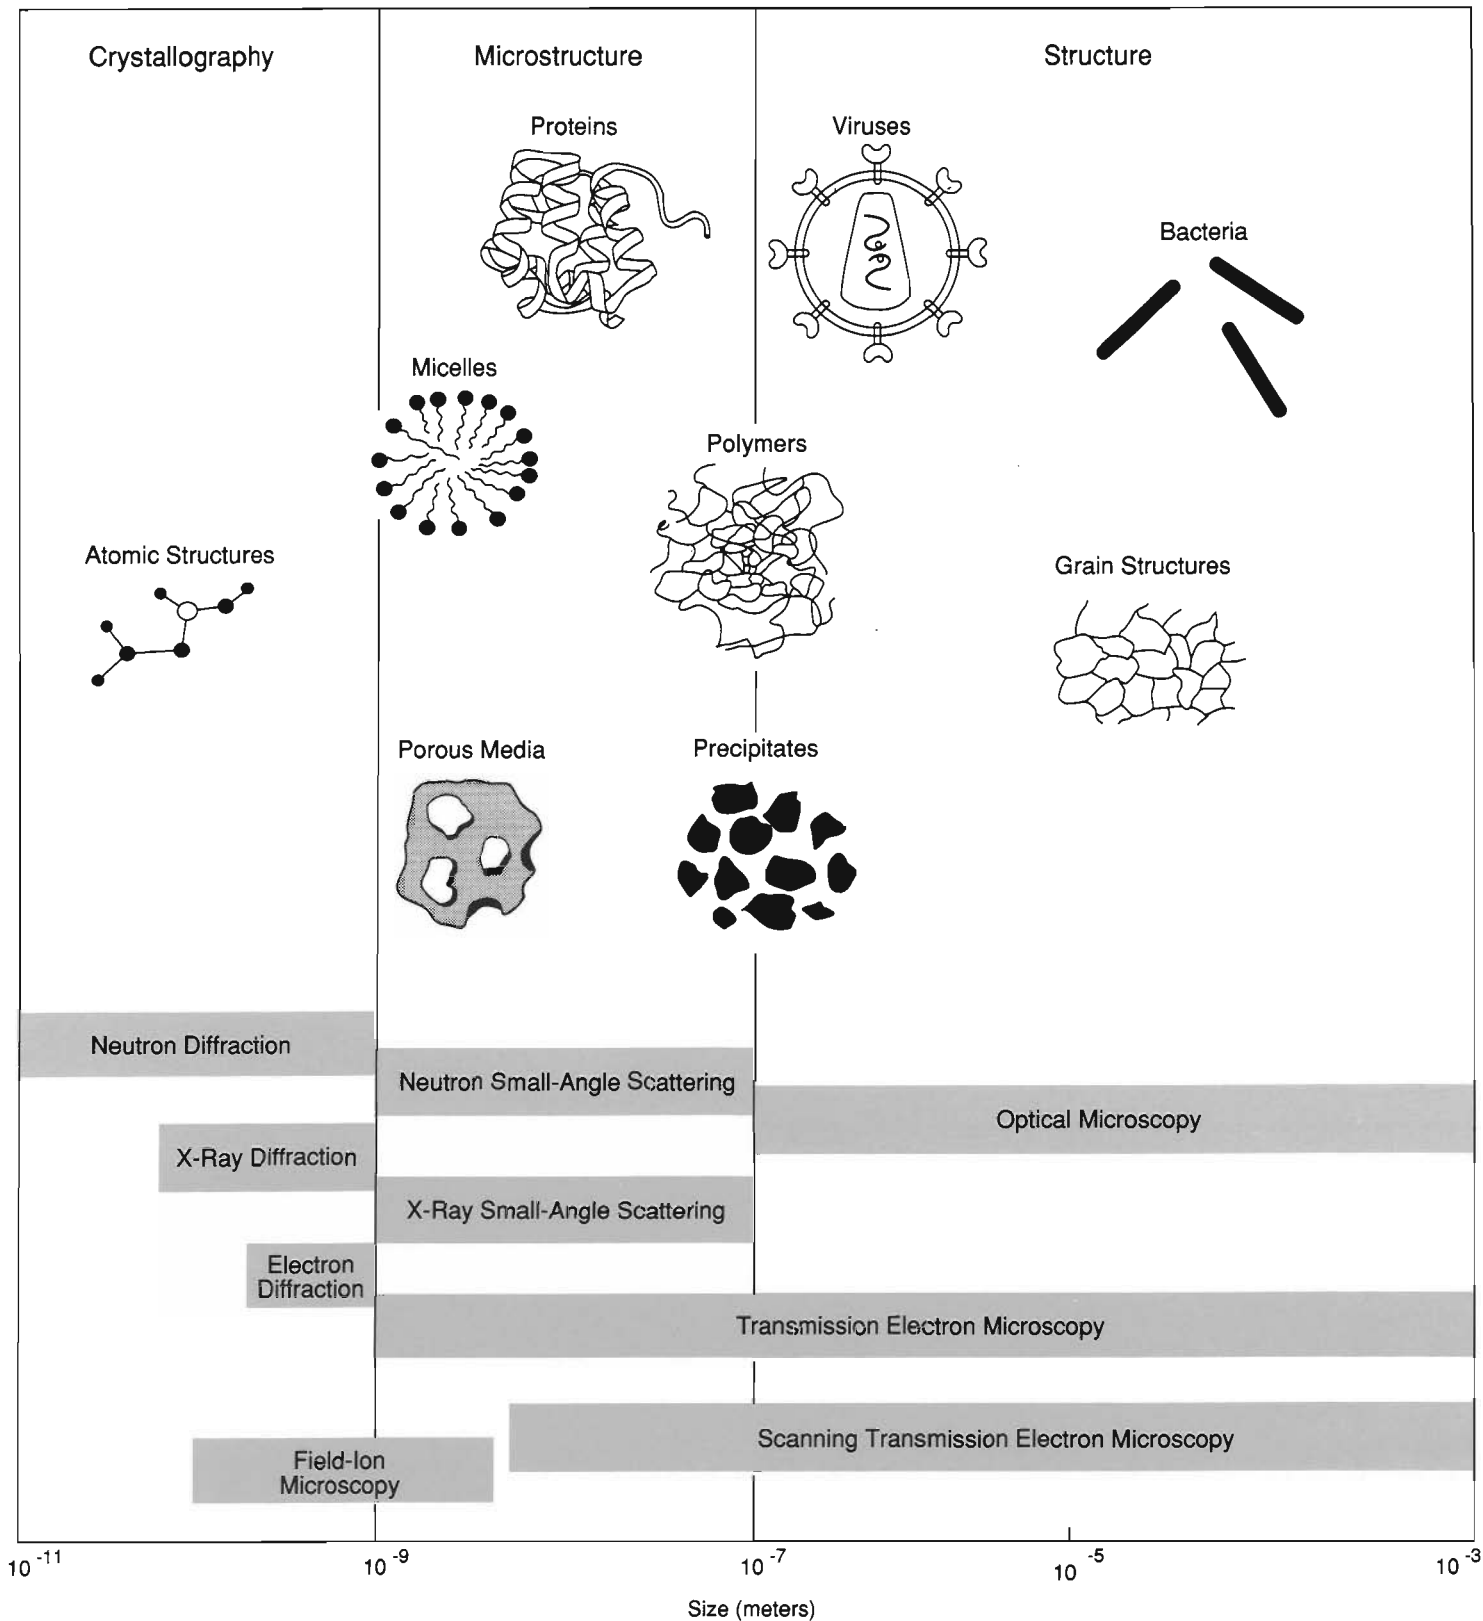 Crystallography
Microstructure
Structure
Proteins
Viruses
Bacteria
Micelles
Polymers
Atomic Structures
Grain Structures
Porous Media
Precipitates
Neutron Diffraction
Neutron Small-Angle Scattering
Optical Microscopy
X-Ray Diffraction
X-Ray Small-Angle Scattering
Electron
Diffraction
Transmission Electron Microscopy
Scanning Transmission Electron Microscopy
Field-Ion
Microscopy
10 -11
10 -9
10 -7
10 -5
10 -3
Size (meters)